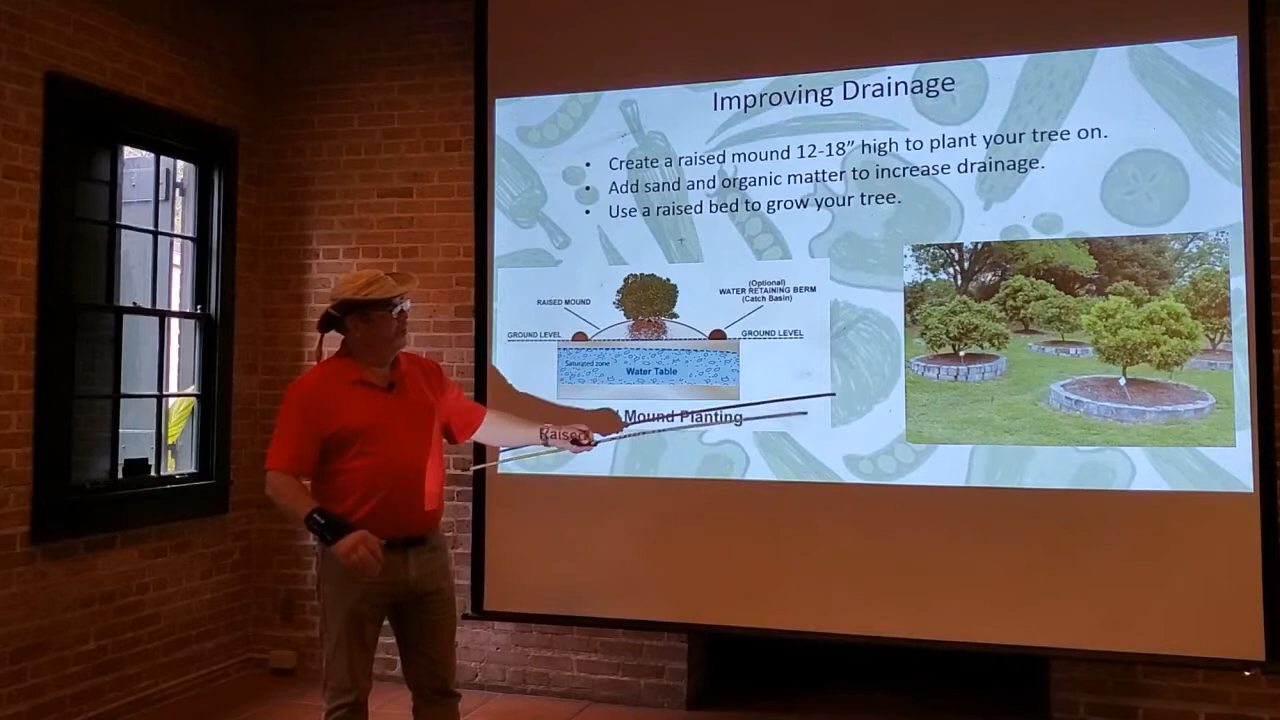 Improving Drainage
• Create a raised mound 12-18” high to plant your tree on.
• Add sand and organic matter to increase drainage.
• Use a raised bed to grow your tree.
RAISED MOUND
(Optional)
WATER RETAINING BERM
(Catch Basin)
GROUND LEVEL
GROUND LEVEL
Saturated zone
Water Table
Raised Mound Planting